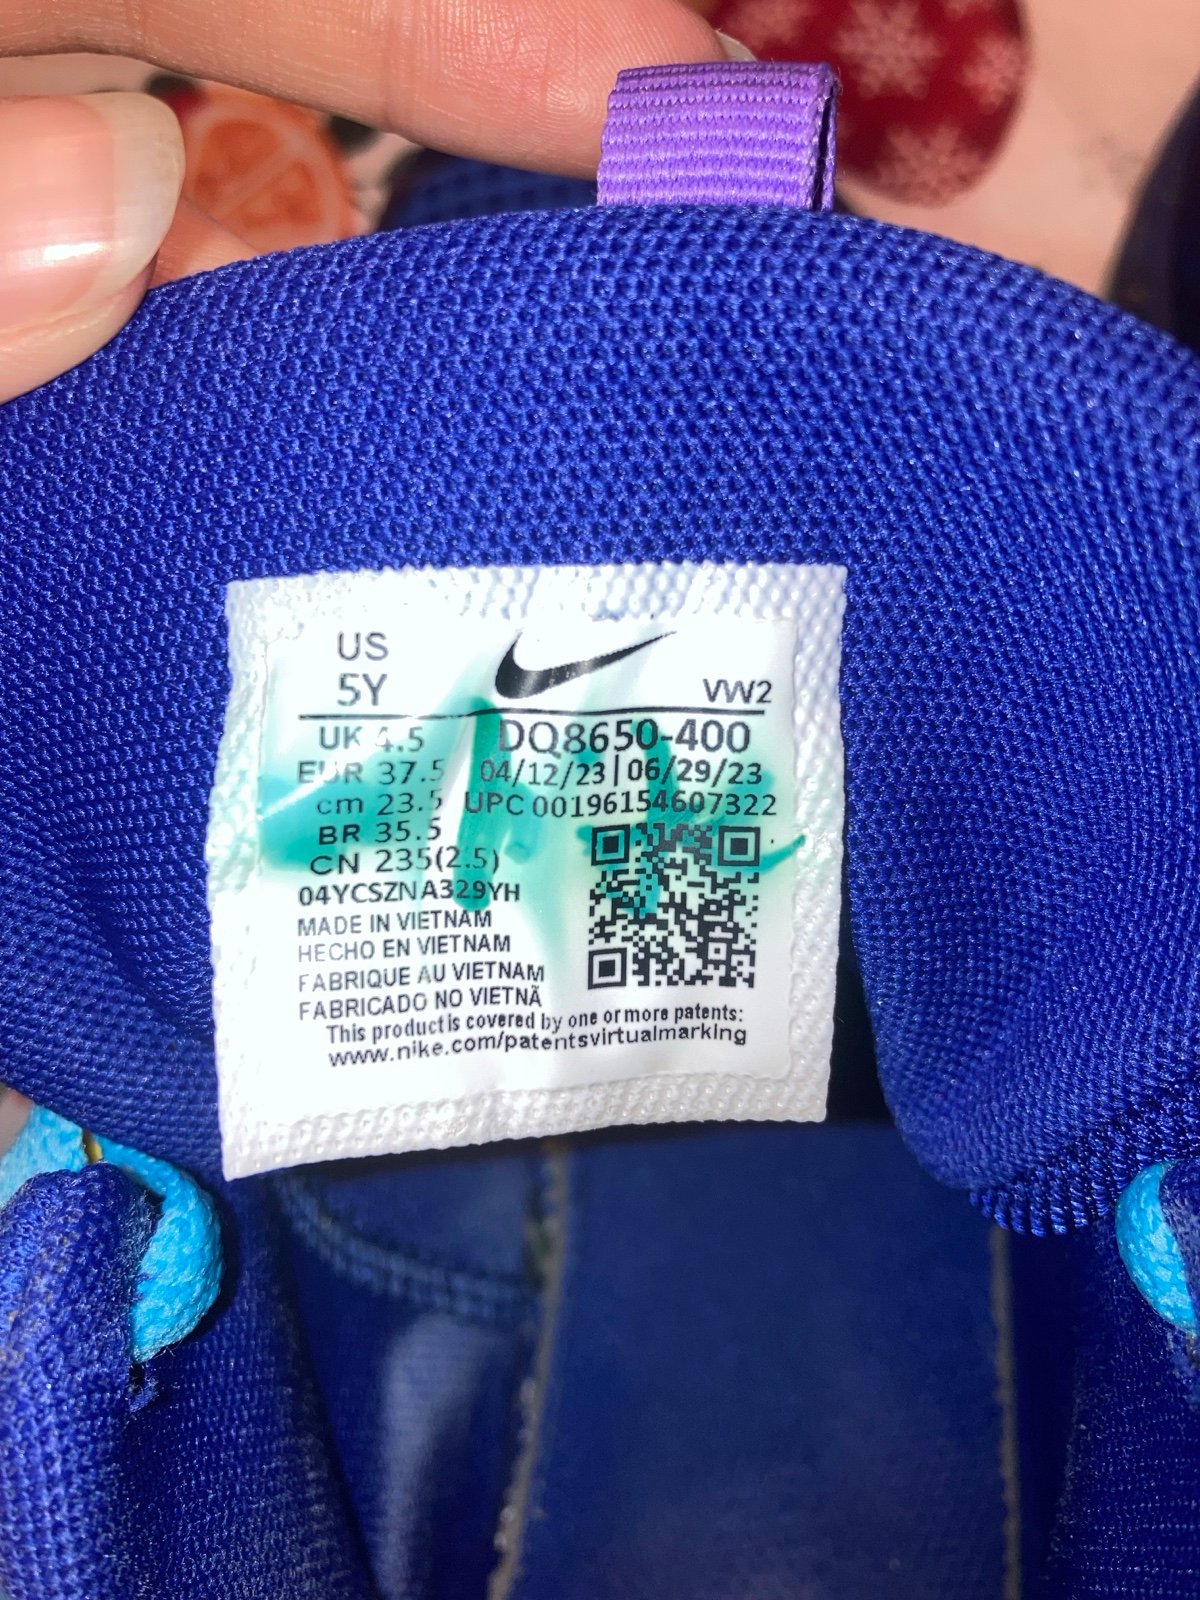 US
5Y
VW2
UK 4.5
DQ8650-400
EUR 37.5
04/12/23|06/29/23
cm 23.5
UPC 00196154607322
BR 35.5
CN 235(2.5)
04YCSZNA329YH
MADE IN VIETNAM
HECHO EN VIETNAM
FABRIQUE AU VIETNAM
FABRICADO NO VIETNÃ
This product is covered by one or more patents:
www.nike.com/patentsvirtualmarking